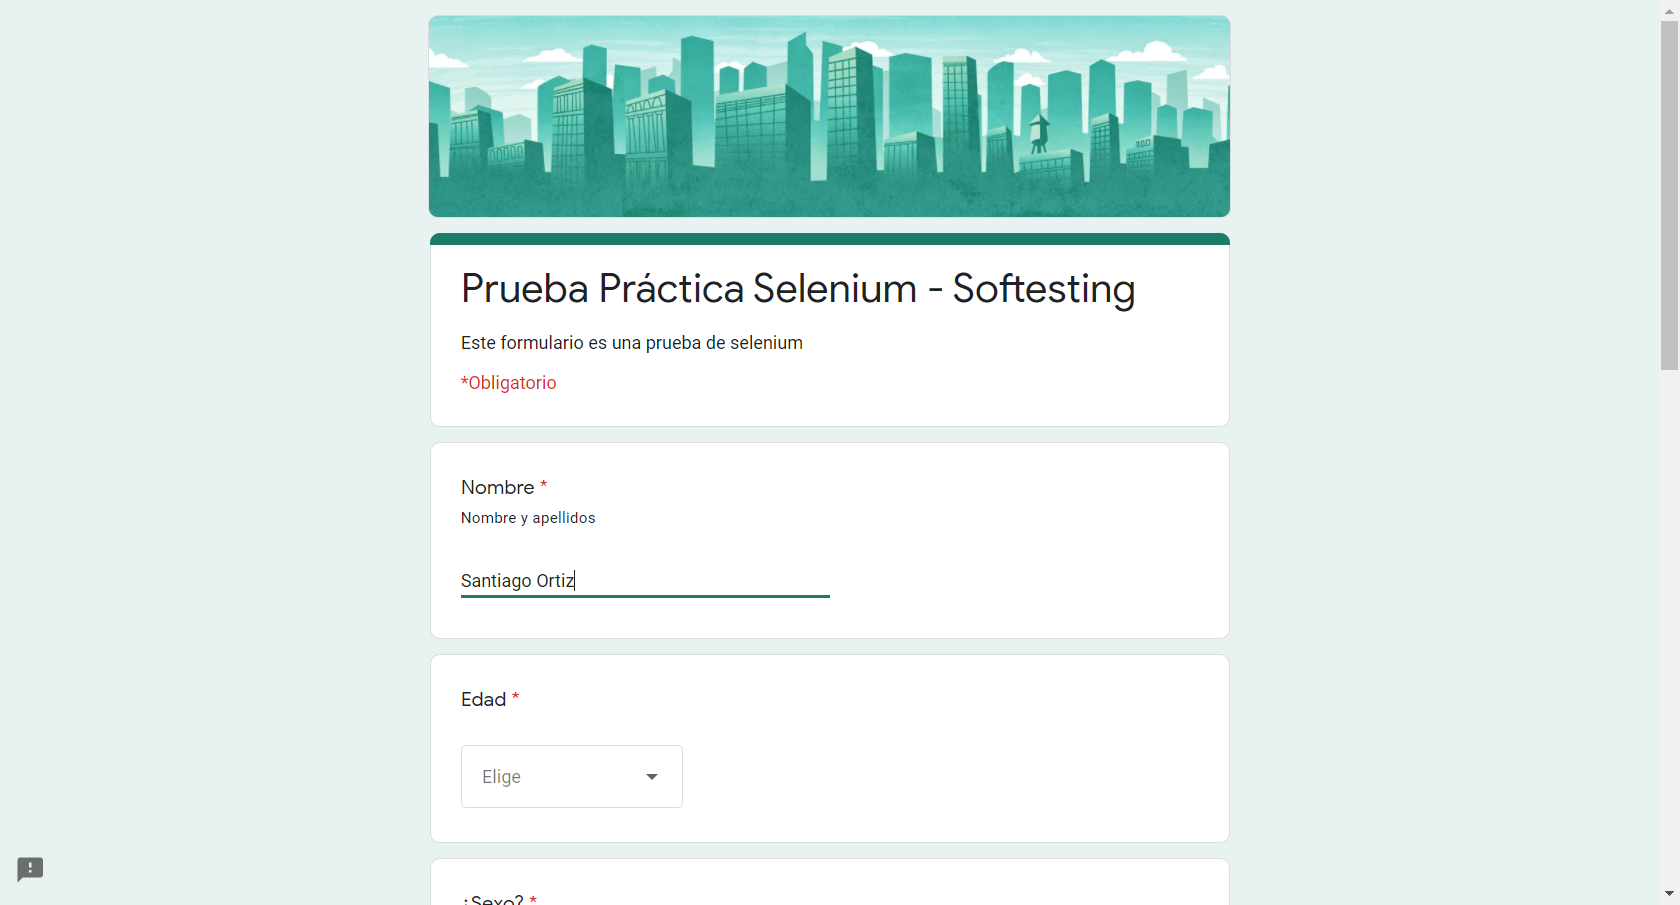 Prueba Práctica Selenium - Softesting
Este formulario es una prueba de selenium
*Obligatorio
Nombre *
Nombre y apellidos
Santiago Ortiz
Edad *
Elige
¿Sexo? *